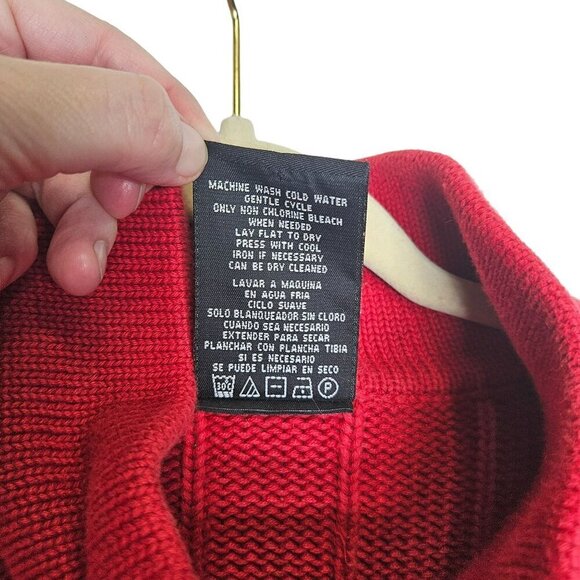 MACHINE WASH COLD WATER
GENTLE CYCLE
ONLY NON CHLORINE BLEACH
WHEN NEEDED
LAY FLAT TO DRY
PRESS WITH COOL
IRON IF NECESSARY
CAN BE DRY CLEANED
LAVAR A MAQUINA
EN AGUA FRIA
CICLO SUAVE
SOLO BLANQUEADOR SIN CLORO
CUANDO SEA NECESARIO
EXTENDER PARA SECAR
PLANCHAR CON PLANCHA TIBIA
SI ES NECESARIO
SE PUEDE LIMPIAR EN SECO
30C P